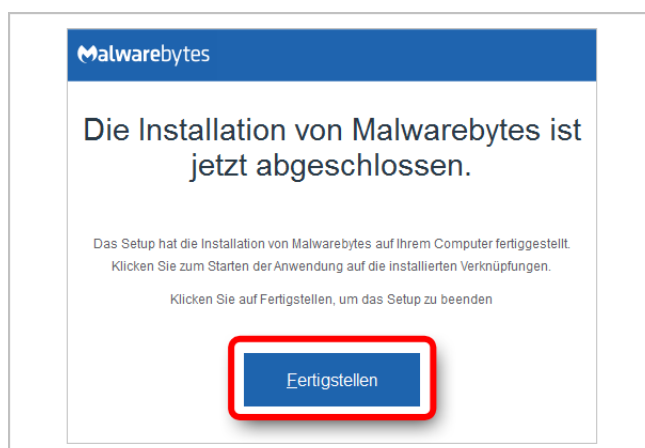 Malwarebytes
Die Installation von Malwarebytes ist
jetzt abgeschlossen.
Das Setup hat die Installation von Malwarebytes auf Ihrem Computer fertiggestellt.
Klicken Sie zum Starten der Anwendung auf die installierten Verknüpfungen.
Klicken Sie auf Fertigstellen, um das Setup zu beenden
Fertigstellen